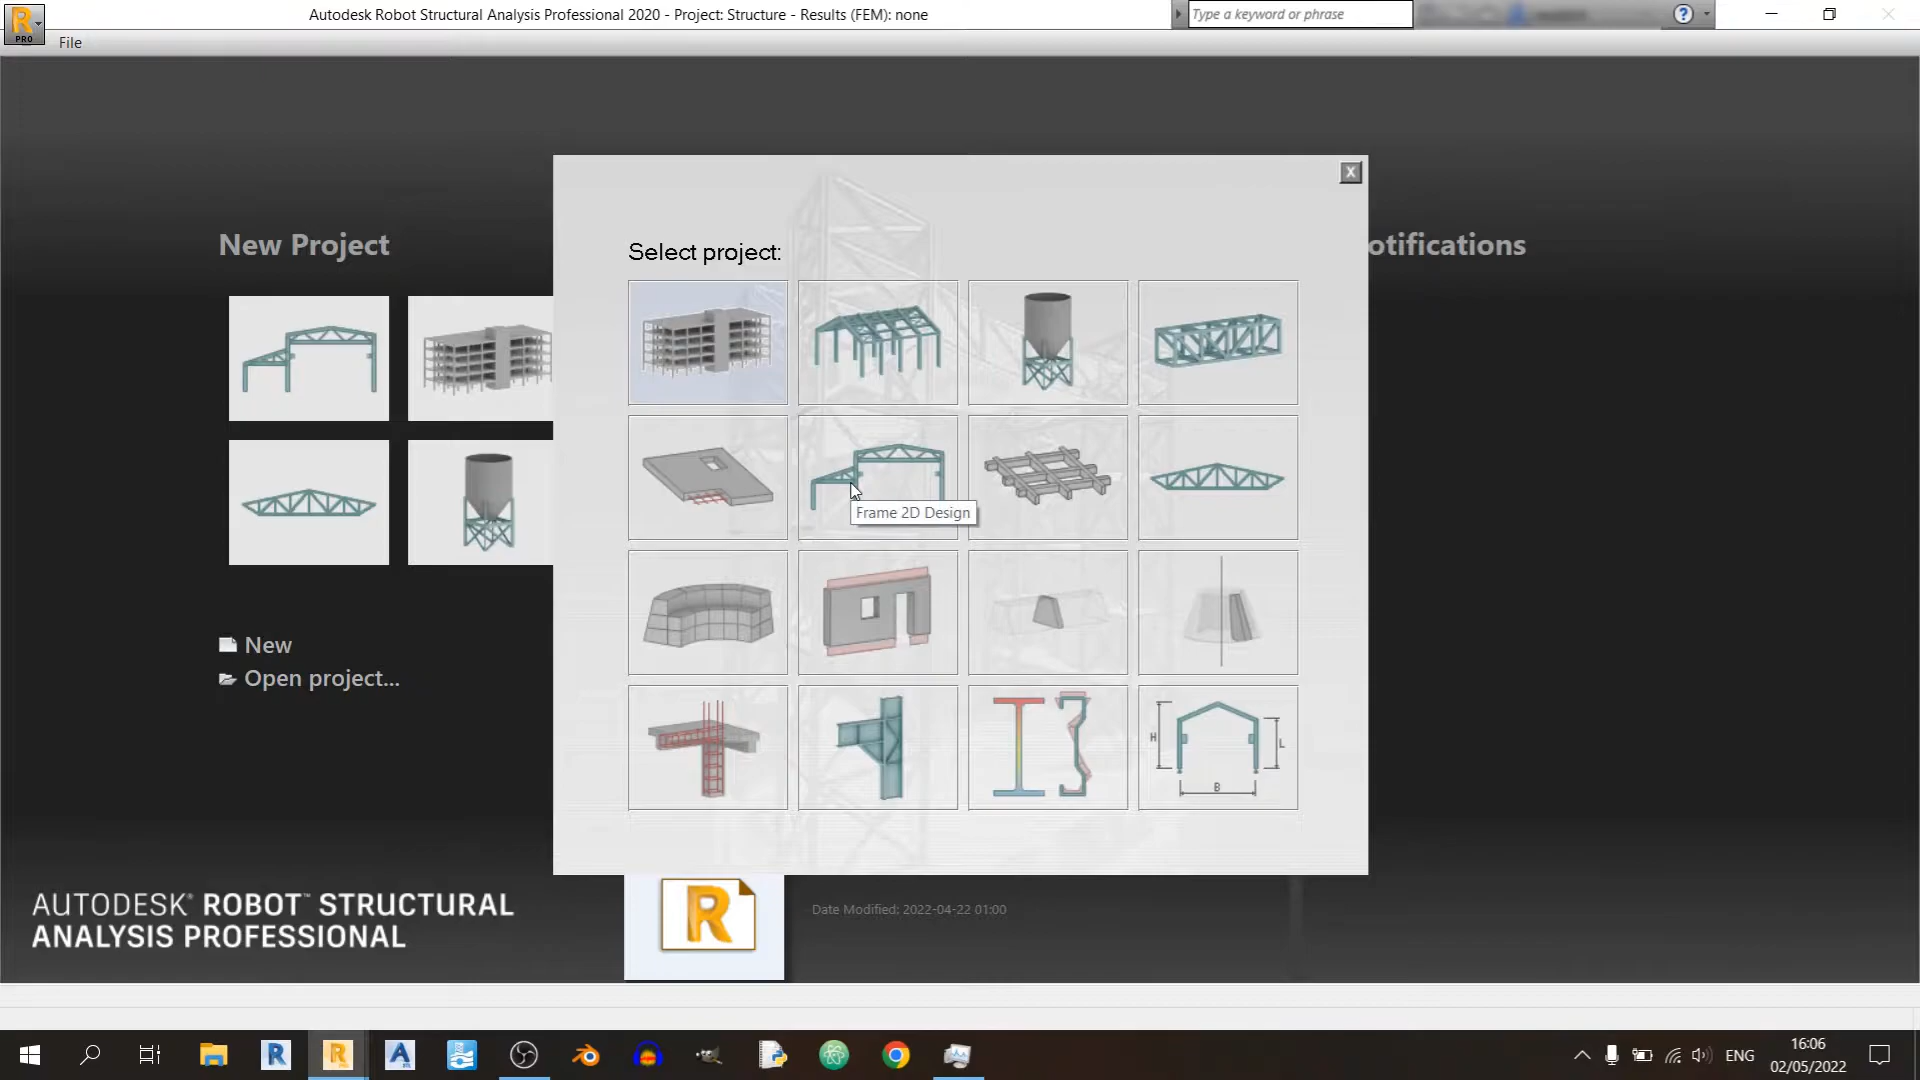 Autodesk Robot Structural Analysis Professional 2020 - Project: Structure - Results (FEM): none
Type a keyword or phrase
?
PRO
File
X
New Project
Select project:
otifications
Frame 2D Design
New
Open project...
H
L
B
AUTODESK® ROBOT™ STRUCTURAL
ANALYSIS PROFESSIONAL
R
Date Modified: 2022-04-22 01:00
R
R
A
ENG
16:06
02/05/2022